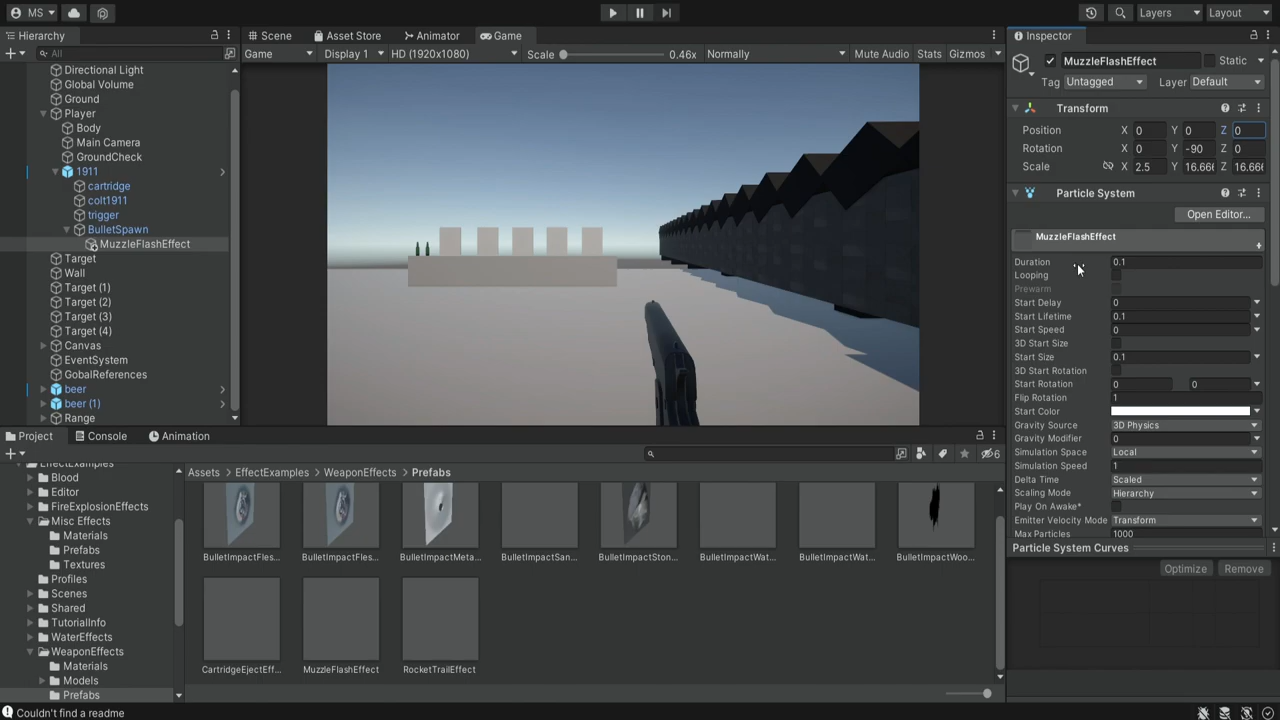 MS
Layers
Layout
Hierarchy
All
Directional Light
Global Volume
Ground
Player
Body
Main Camera
GroundCheck
1911
cartridge
colt1911
trigger
BulletSpawn
MuzzleFlashEffect
Target
Wall
Target (1)
Target (2)
Target (3)
Target (4)
Canvas
EventSystem
GobalReferences
beer
beer (1)
Range
Scene
Asset Store
Animator
Game
Game
Display 1
HD (1920x1080)
Scale
0.46x
Normally
Mute Audio
Stats
Gizmos
Inspector
MuzzleFlashEffect
Static
Tag
Untagged
Layer
Default
Transform
Position X 0 Y 0 Z 0
Rotation X 0 Y -90 Z 0
Scale X 2.5 Y 16.666 Z 16.666
Particle System
Open Editor...
MuzzleFlashEffect
Duration 0.1
Looping
Prewarm
Start Delay 0
Start Lifetime 0.1
Start Speed 0
3D Start Size
Start Size 0.1
3D Start Rotation
Start Rotation 0 0
Flip Rotation 1
Start Color
Gravity Source 3D Physics
Gravity Modifier 0
Simulation Space Local
Simulation Speed 1
Delta Time Scaled
Scaling Mode Hierarchy
Play On Awake*
Emitter Velocity Mode Transform
Max Particles 1000
Particle System Curves
Optimize
Remove
Project
Console
Animation
6
EffectExamples
Blood
Editor
FireExplosionEffects
Misc Effects
Materials
Prefabs
Textures
Profiles
Scenes
Shared
TutorialInfo
WaterEffects
WeaponEffects
Materials
Models
Prefabs
Assets > EffectExamples > WeaponEffects > Prefabs
BulletImpactFles...
BulletImpactFles...
BulletImpactMeta...
BulletImpactSan...
BulletImpactSton...
BulletImpactWat...
BulletImpactWat...
BulletImpactWoo...
CartridgeEjectEff...
MuzzleFlashEffect
RocketTrailEffect
Couldn't find a readme